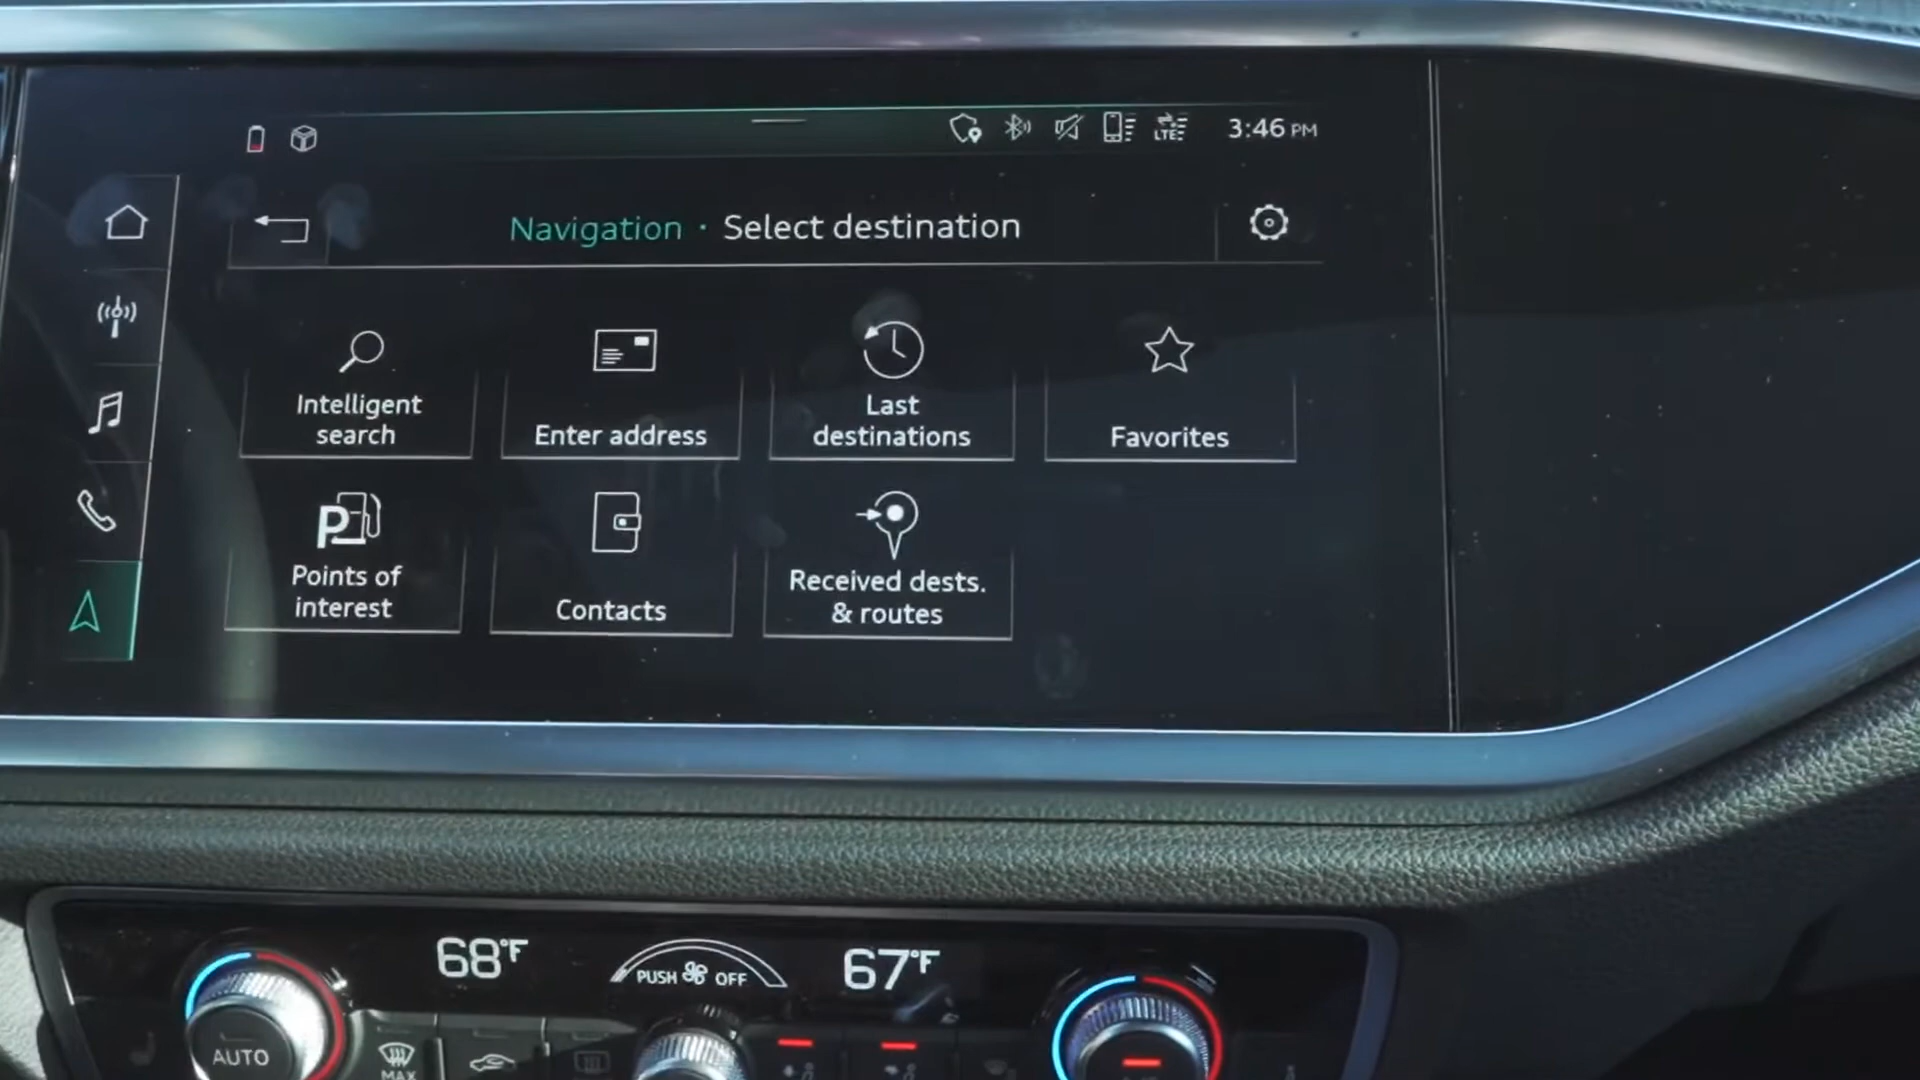 LTE
3:46 PM
Navigation · Select destination
Intelligent
search
Enter address
Last
destinations
Favorites
P
Points of
interest
Contacts
Received dests.
& routes
68°F
PUSH OFF
67°F
AUTO
MAX